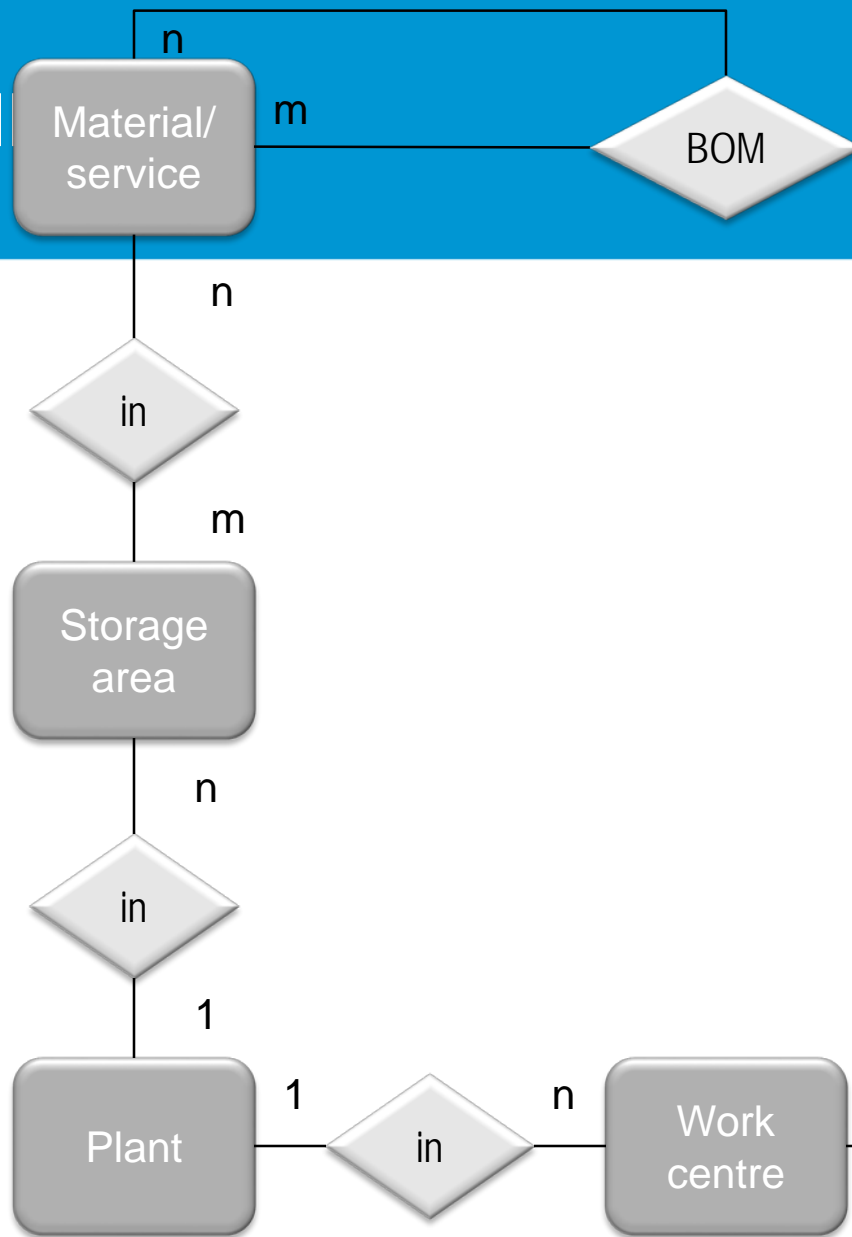 n
Material/
service
m
BOM
n
in
m
Storage
area
n
in
1
Plant
1
in
n
Work
centre